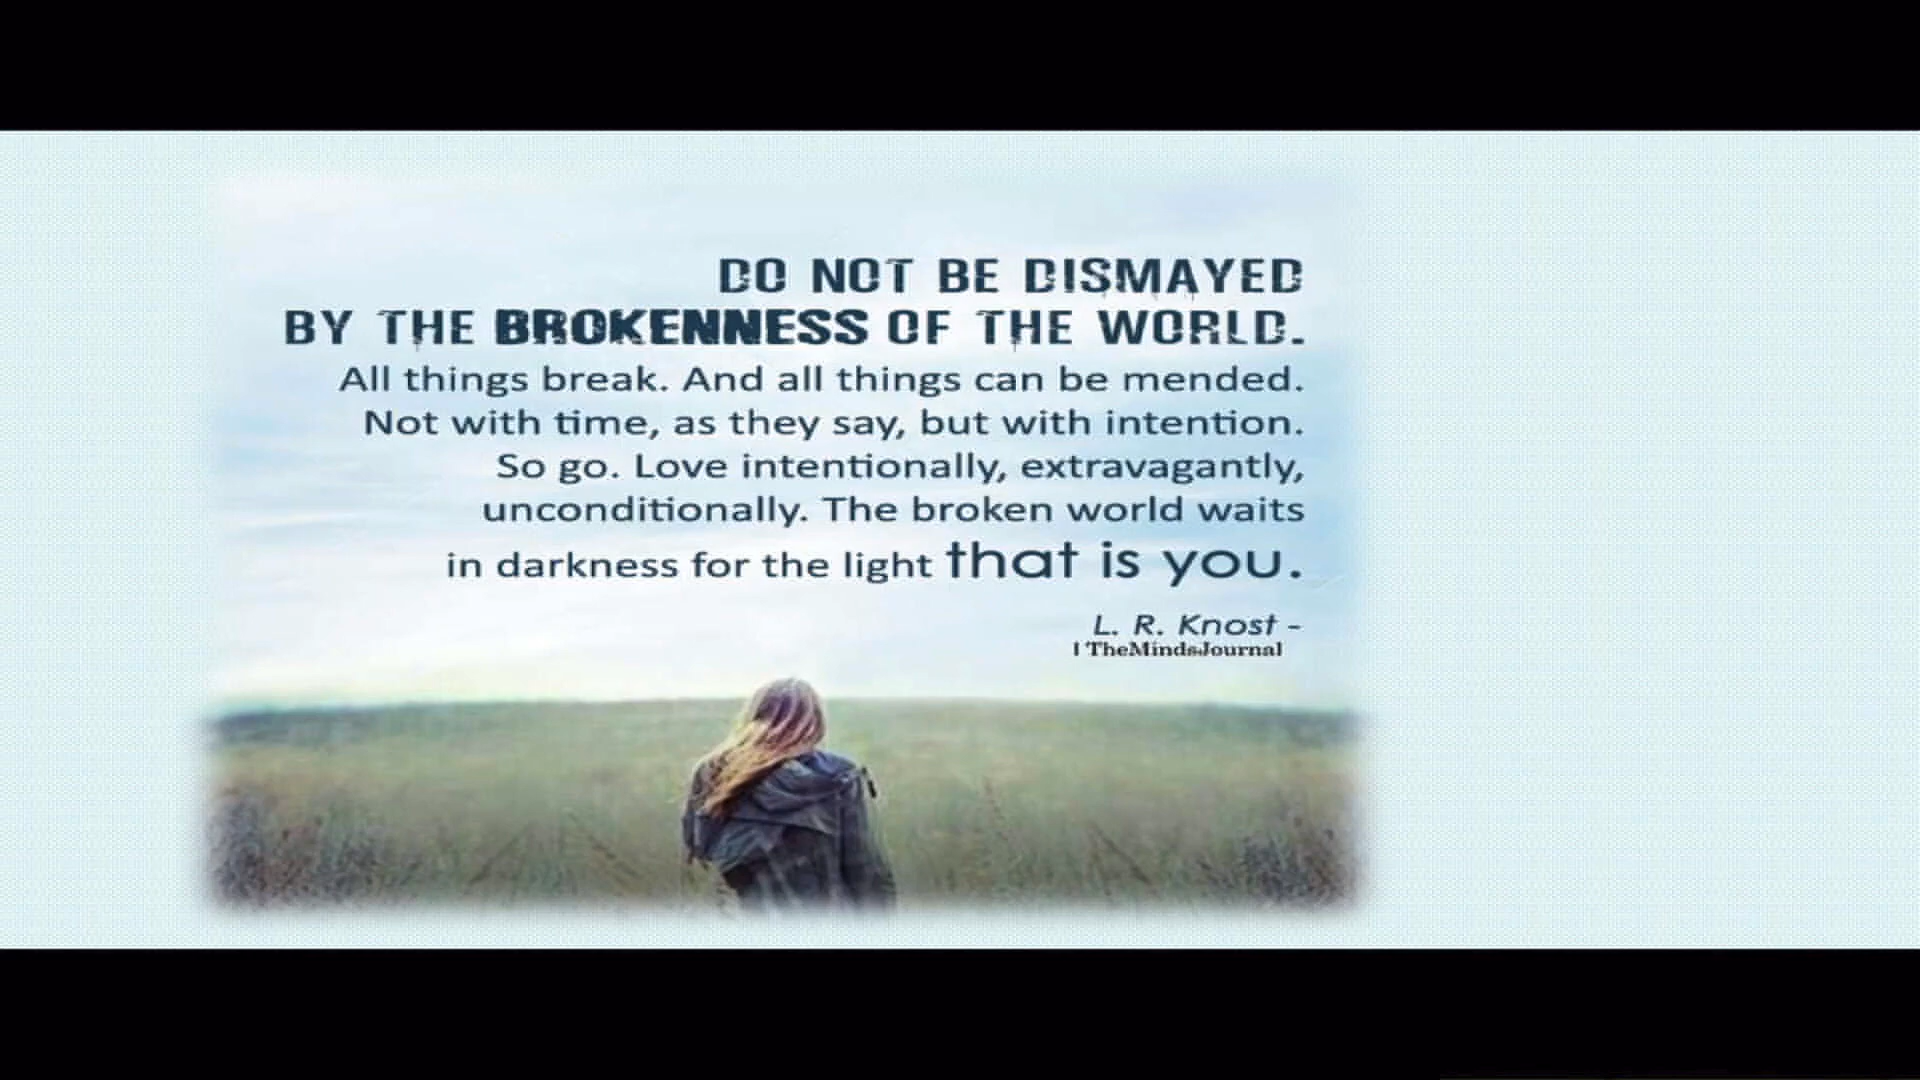 DO NOT BE DISMAYED
BY THE BROKENNESS OF THE WORLD.
All things break. And all things can be mended.
Not with time, as they say, but with intention.
So go. Love intentionally, extravagantly,
unconditionally. The broken world waits
in darkness for the light that is you.
L. R. Knost -
I TheMindsJournal